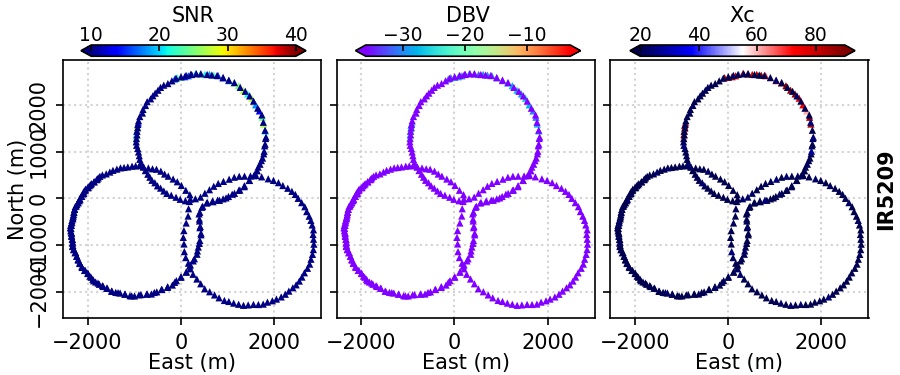 SNR DBV Xc
10 20 30 40 −30 −20 −10 20 40 60 80
North (m)
2000
1000
0
−1000
−2000
IR5209
−2000 0 2000 −2000 0 2000 −2000 0 2000
East (m) East (m) East (m)